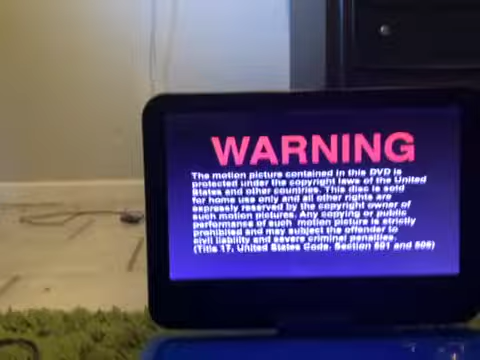 WARNING
The motion picture contained in this DVD is
protected under the copyright laws of the United
States and other countries. This disc is sold
for home use only and all other rights are
expressly reserved by the copyright owner of
such motion pictures. Any copying or public
performance of such motion picture is strictly
prohibited and may subject the offender to
civil liability and severe criminal penalties.
(Title 17, United States Code, Section 501 and 506)